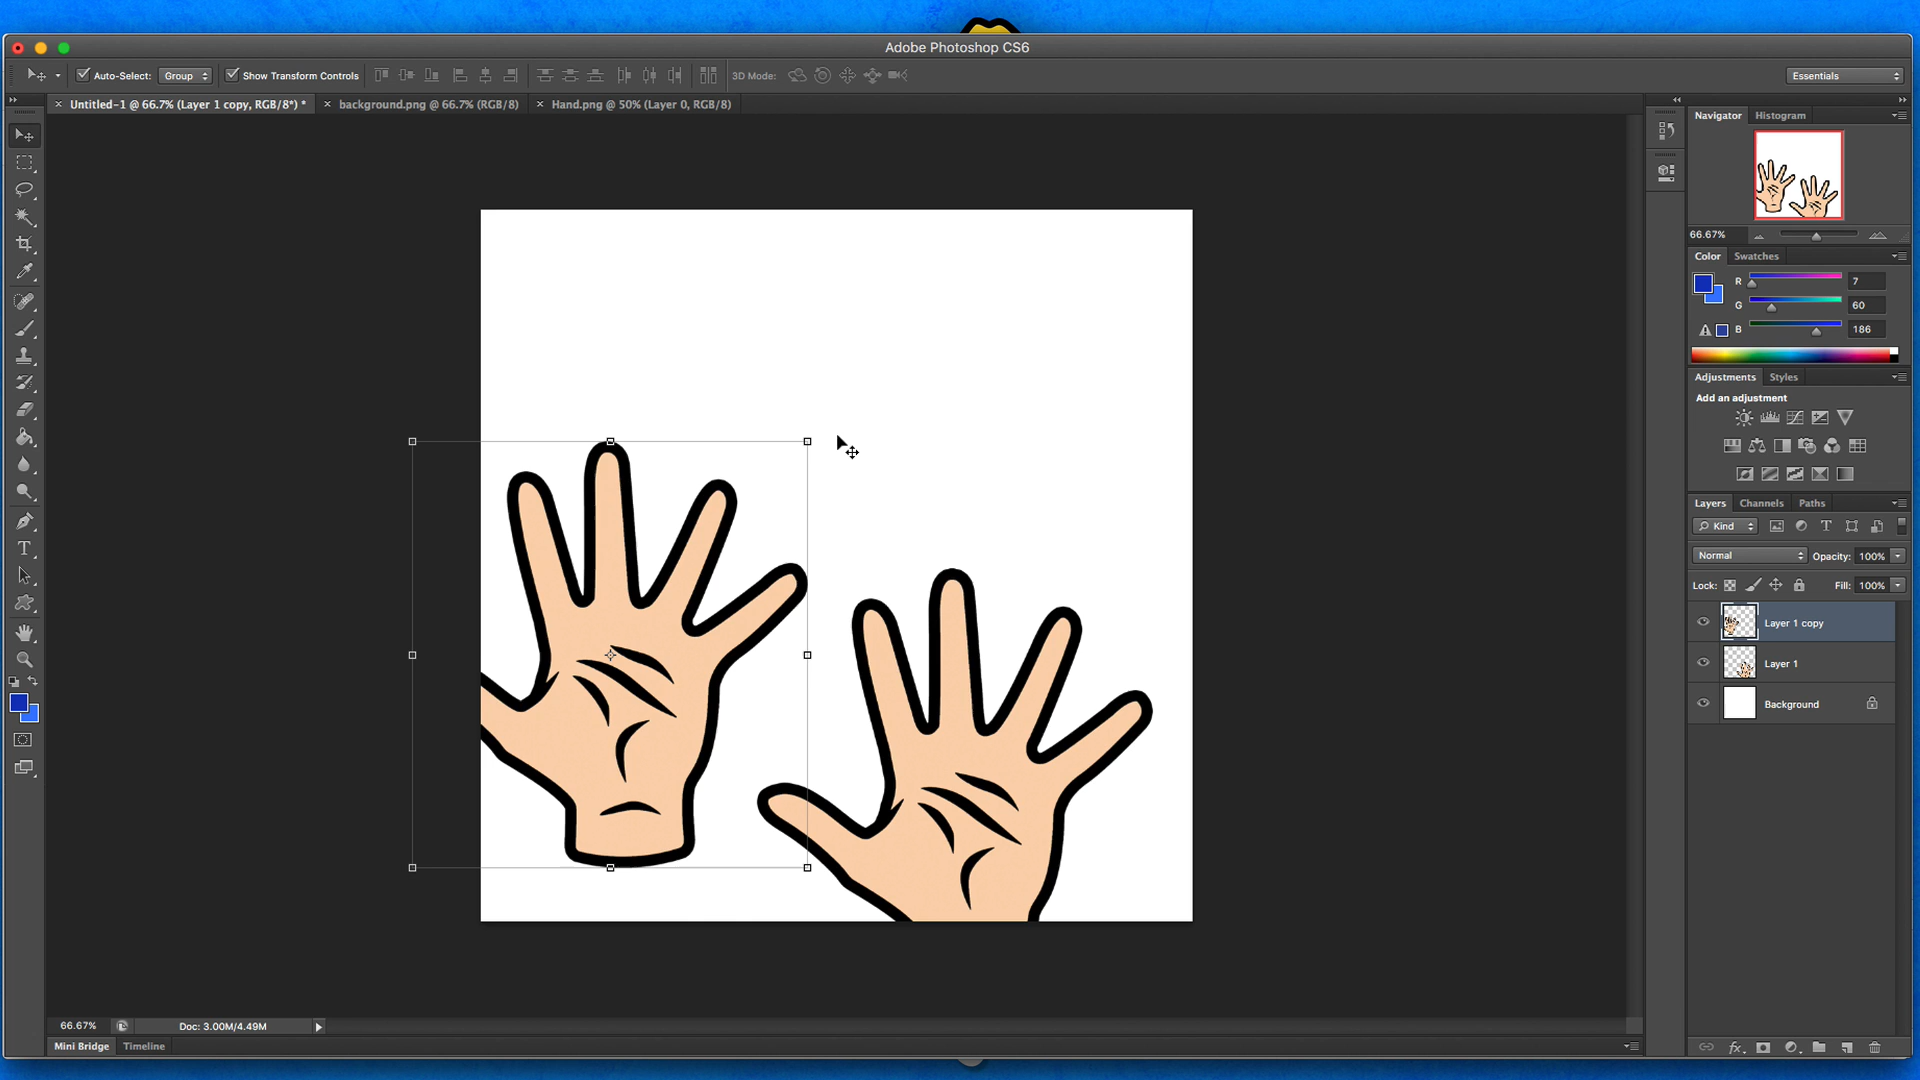 Adobe Photoshop CS6
Auto-Select: Group Show Transform Controls 3D Mode: Essentials
Untitled-1 @ 66.7% (Layer 1 copy, RGB/8*) * background.png @ 66.7% (RGB/8) Hand.png @ 50% (Layer 0, RGB/8)
Navigator Histogram
66.67%
Color Swatches
R 7
G 60
B 186
Adjustments Styles
Add an adjustment
Layers Channels Paths
Kind
Normal Opacity: 100%
Lock: Fill: 100%
Layer 1 copy
Layer 1
Background
66.67% Doc: 3.00M/4.49M
Mini Bridge Timeline